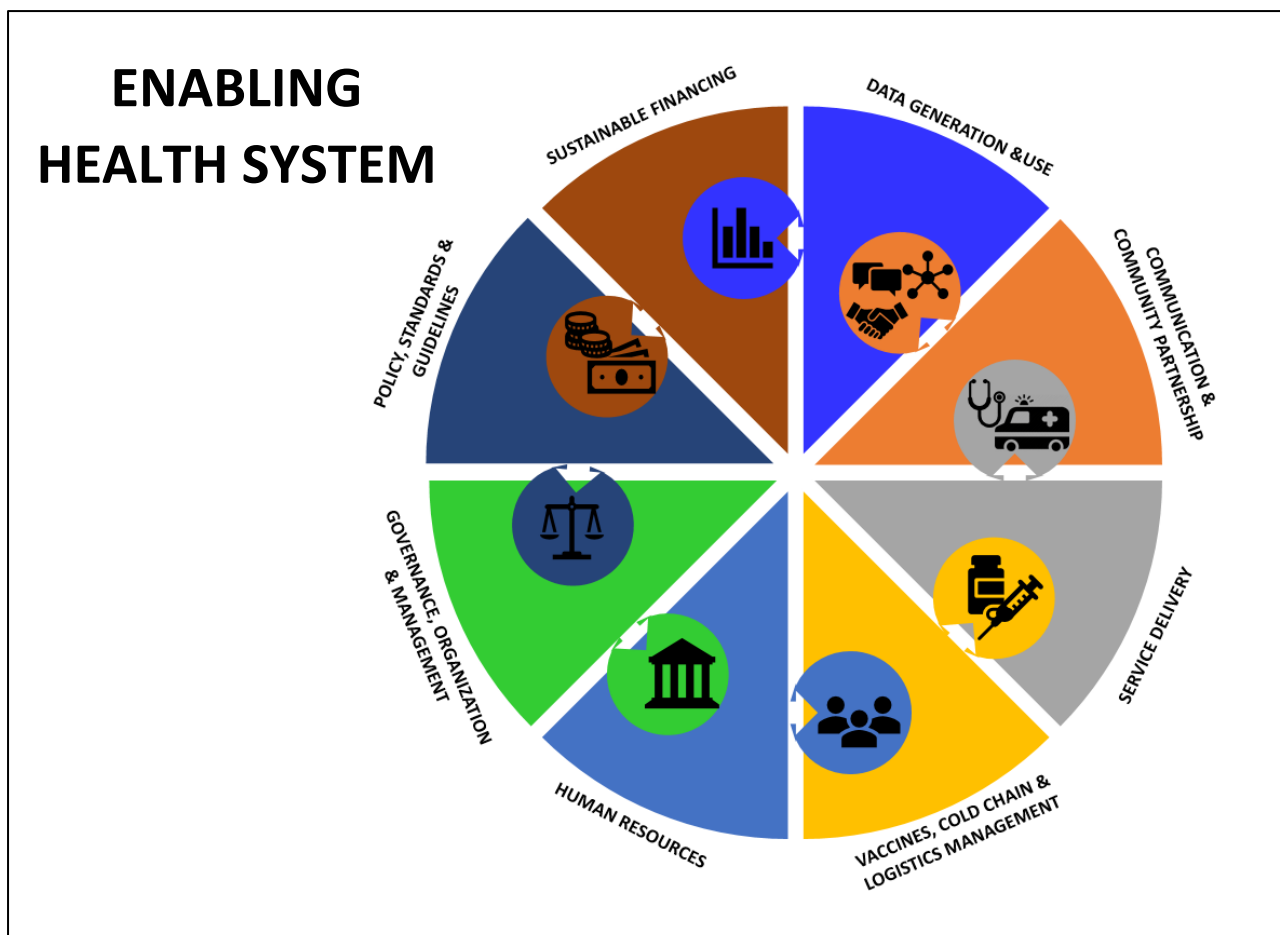 ENABLING
HEALTH SYSTEM
SUSTAINABLE FINANCING
DATA GENERATION &USE
COMMUNICATION &
COMMUNITY PARTNERSHIP
SERVICE DELIVERY
VACCINES, COLD CHAIN &
LOGISTICS MANAGEMENT
HUMAN RESOURCES
GOVERNANCE, ORGANIZATION
& MANAGEMENT
POLICY, STANDARDS &
GUIDELINES